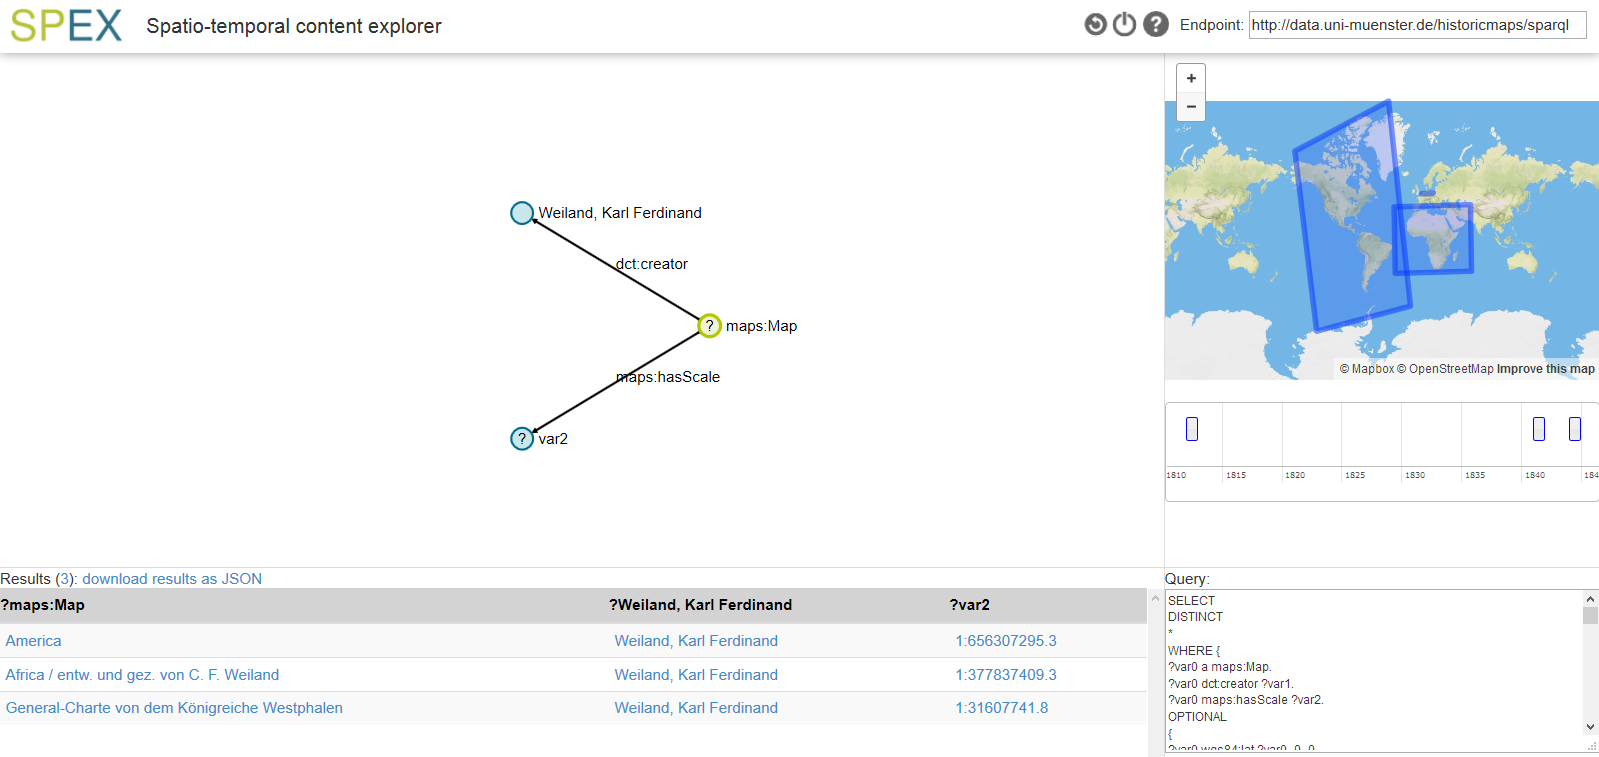 SPEX Spatio-temporal content explorer ? Endpoint: http://data.uni-muenster.de/historicmaps/sparql
Weiland, Karl Ferdinand
dct:creator
? maps:Map
maps:hasScale
? var2
+
−
© Mapbox © OpenStreetMap Improve this map
1810 1815 1820 1825 1830 1835 1840 184
Results (3): download results as JSON
?maps:Map ?Weiland, Karl Ferdinand ?var2
America Weiland, Karl Ferdinand 1:656307295.3
Africa / entw. und gez. von C. F. Weiland Weiland, Karl Ferdinand 1:377837409.3
General-Charte von dem Königreiche Westphalen Weiland, Karl Ferdinand 1:31607741.8
Query:
SELECT
DISTINCT
*
WHERE {
?var0 a maps:Map.
?var0 dct:creator ?var1.
?var0 maps:hasScale ?var2.
OPTIONAL
{
?var0 wgs84:lat ?var0_0_0